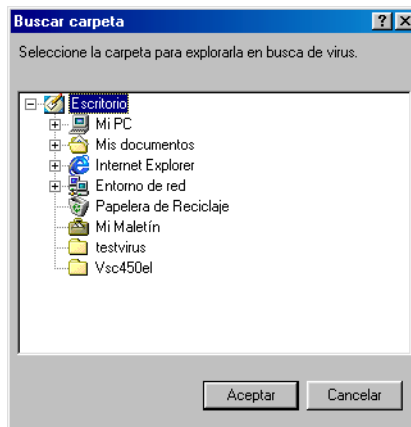 Buscar carpeta
Seleccione la carpeta para explorarla en busca de virus.
Escritorio
Mi PC
Mis documentos
Internet Explorer
Entorno de red
Papelera de Reciclaje
Mi Maletín
testvirus
Vsc450el
Aceptar Cancelar